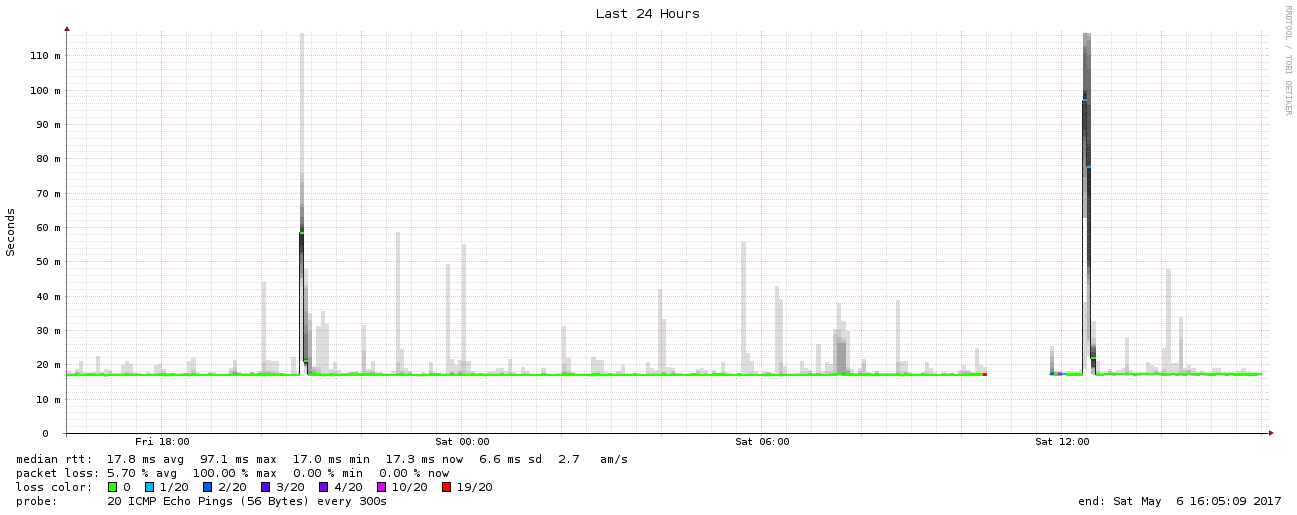 Last 24 Hours
RRDTOOL / TOBI OETIKER
Seconds
110 m
100 m
90 m
80 m
70 m
60 m
50 m
40 m
30 m
20 m
10 m
0
Fri 18:00 Sat 00:00 Sat 06:00 Sat 12:00
median rtt: 17.8 ms avg 97.1 ms max 17.0 ms min 17.3 ms now 6.6 ms sd 2.7 am/s
packet loss: 5.70 % avg 100.00 % max 0.00 % min 0.00 % now
loss color: 0 1/20 2/20 3/20 4/20 10/20 19/20
probe: 20 ICMP Echo Pings (56 Bytes) every 300s end: Sat May 6 16:05:09 2017